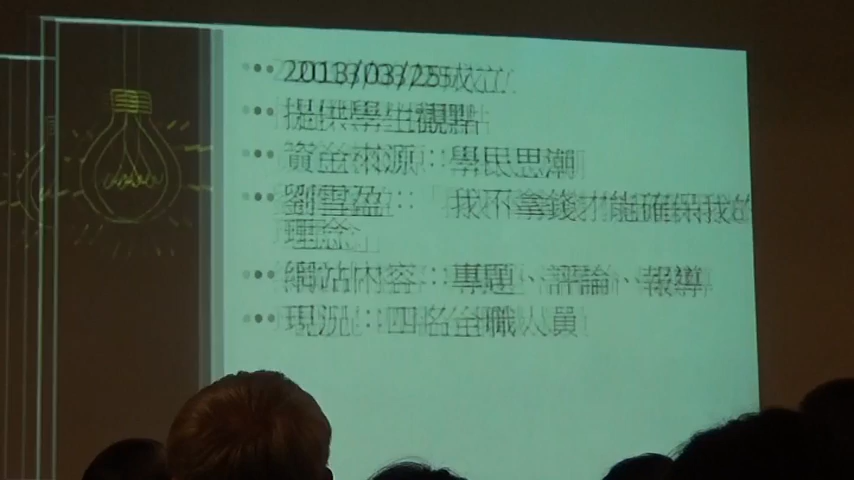 2013/03/25成立
提供學生觀點
資金來源：學民思潮
劉雪盈：「我不拿錢才能確保我的
理念」
網站內容：專題、評論、報導
現況：四名全職人員